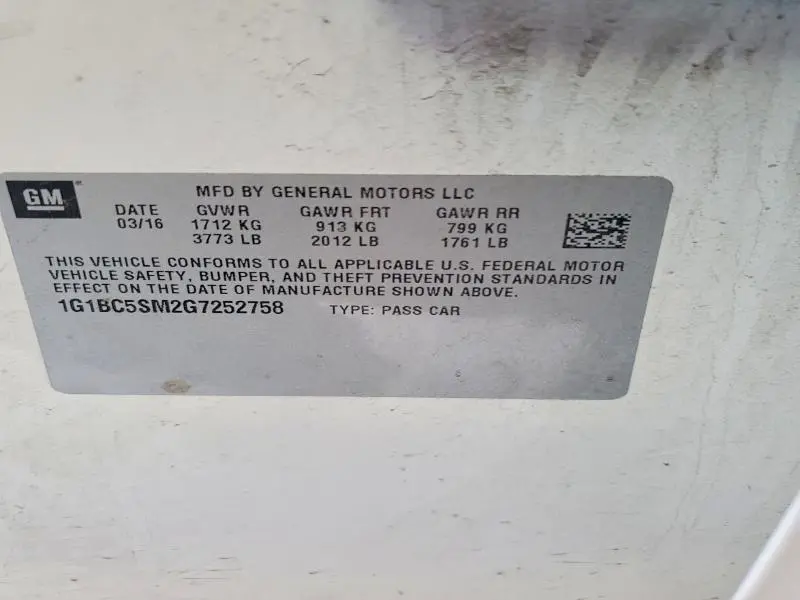 GM
MFD BY GENERAL MOTORS LLC
DATE GVWR GAWR FRT GAWR RR
03/16 1712 KG 913 KG 799 KG
3773 LB 2012 LB 1761 LB
THIS VEHICLE CONFORMS TO ALL APPLICABLE U.S. FEDERAL MOTOR
VEHICLE SAFETY, BUMPER, AND THEFT PREVENTION STANDARDS IN
EFFECT ON THE DATE OF MANUFACTURE SHOWN ABOVE.
1G1BC5SM2G7252758 TYPE: PASS CAR